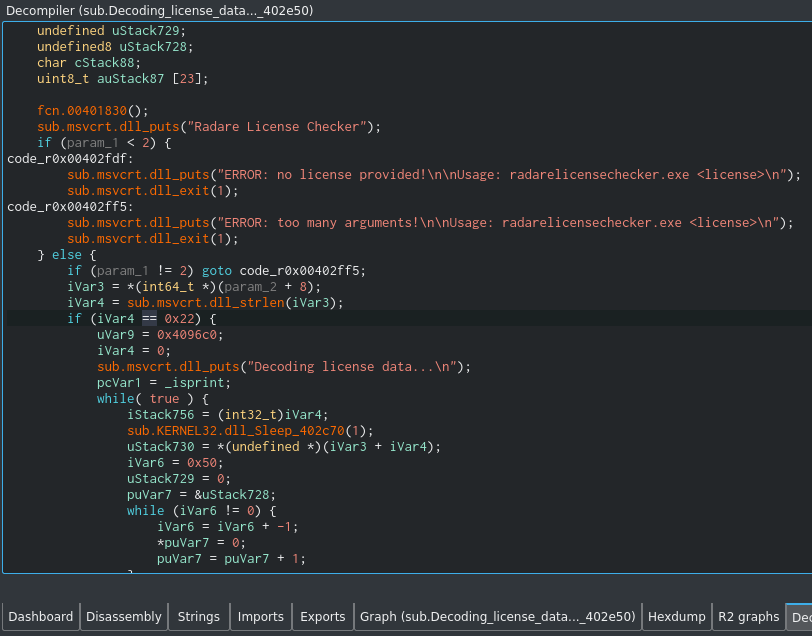 Decompiler (sub.Decoding_license_data..._402e50)
undefined uStack729;
undefined8 uStack728;
char cStack88;
uint8_t auStack87 [23];
fcn.00401830();
sub.msvcrt.dll_puts("Radare License Checker");
if (param_1 < 2) {
code_r0x00402fdf:
sub.msvcrt.dll_puts("ERROR: no license provided!\n\nUsage: radarelicensechecker.exe <license>\n");
sub.msvcrt.dll_exit(1);
code_r0x00402ff5:
sub.msvcrt.dll_puts("ERROR: too many arguments!\n\nUsage: radarelicensechecker.exe <license>\n");
sub.msvcrt.dll_exit(1);
} else {
if (param_1 != 2) goto code_r0x00402ff5;
iVar3 = *(int64_t *)(param_2 + 8);
iVar4 = sub.msvcrt.dll_strlen(iVar3);
if (iVar4 == 0x22) {
uVar9 = 0x4096c0;
iVar4 = 0;
sub.msvcrt.dll_puts("Decoding license data...\n");
pcVar1 = _isprint;
while( true ) {
iStack756 = (int32_t)iVar4;
sub.KERNEL32.dll_Sleep_402c70(1);
uStack730 = *(undefined *)(iVar3 + iVar4);
iVar6 = 0x50;
uStack729 = 0;
puVar7 = &uStack728;
while (iVar6 != 0) {
iVar6 = iVar6 + -1;
*puVar7 = 0;
puVar7 = puVar7 + 1;
Dashboard Disassembly Strings Imports Exports Graph (sub.Decoding_license_data..._402e50) Hexdump R2 graphs